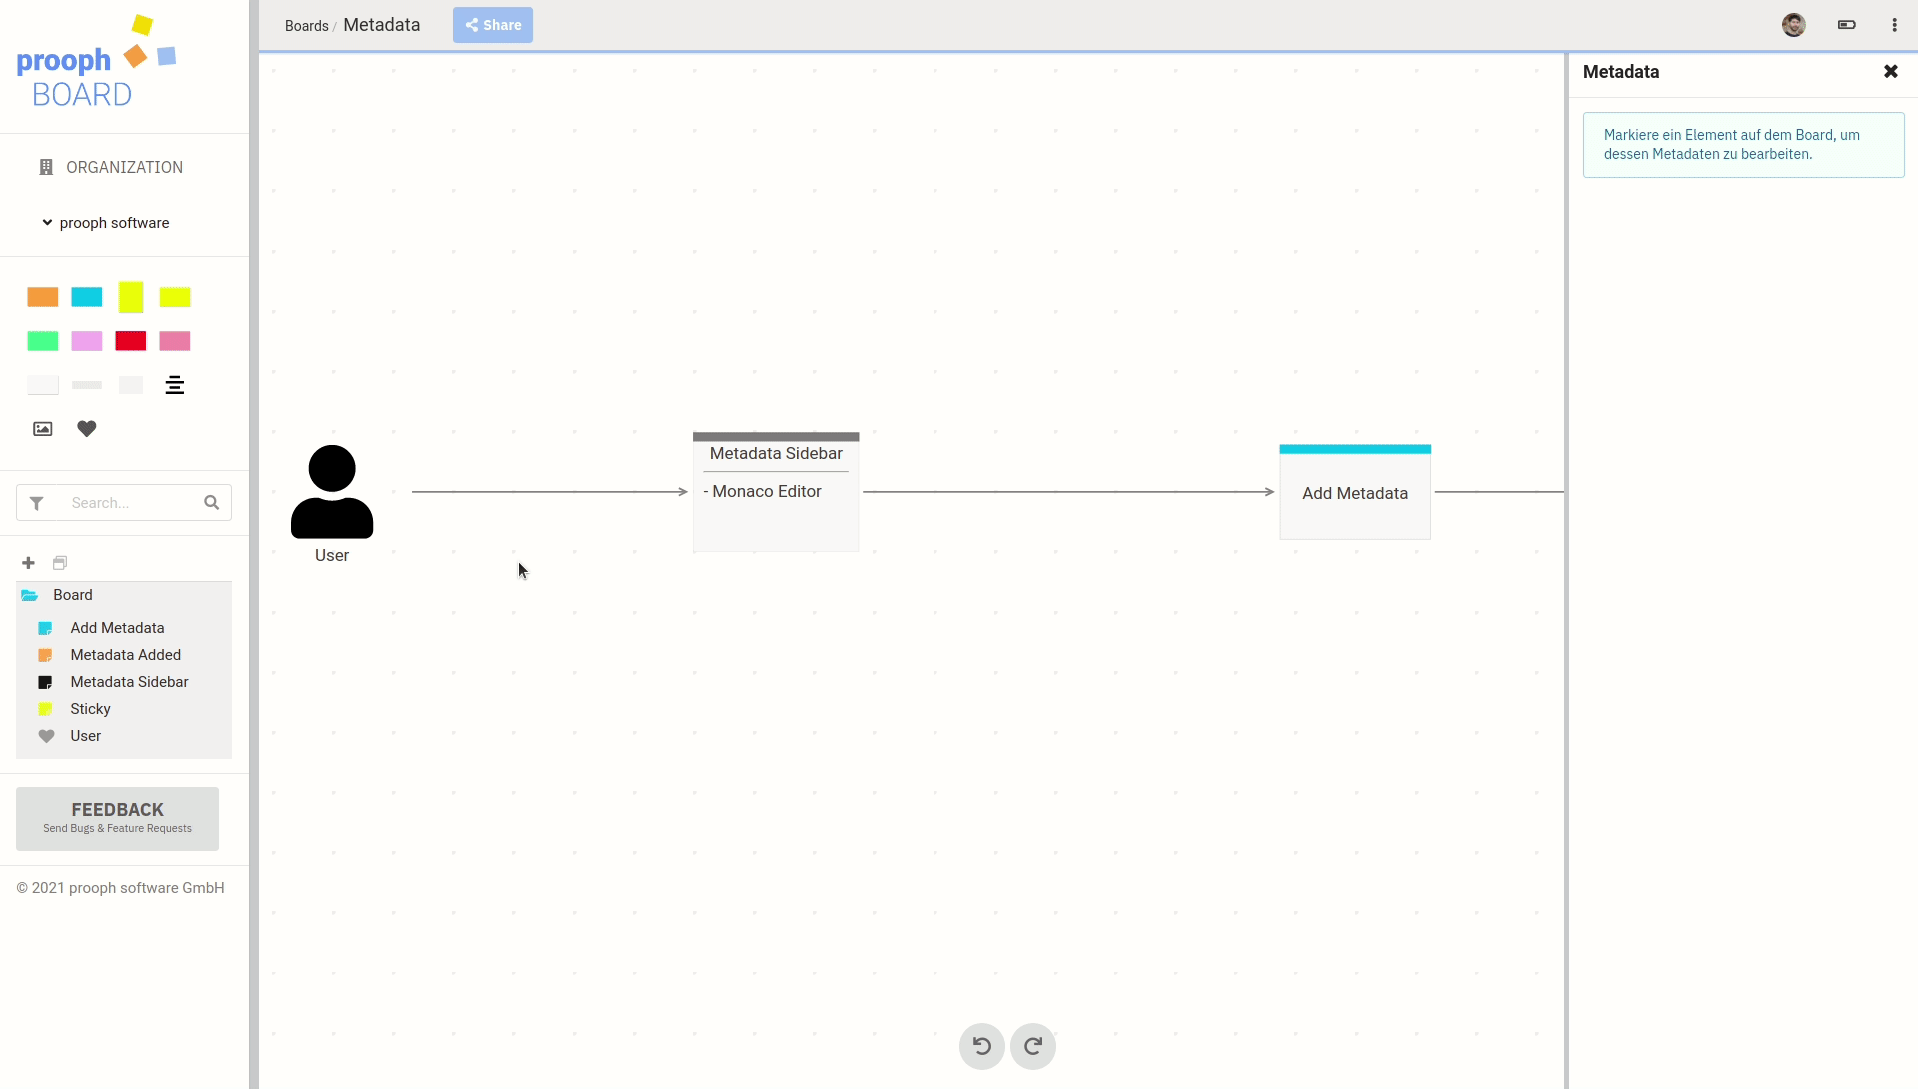 prooph
BOARD
ORGANIZATION
prooph software
Search...
Board
Add Metadata
Metadata Added
Metadata Sidebar
Sticky
User
FEEDBACK
Send Bugs & Feature Requests
© 2021 prooph software GmbH
Boards / Metadata
Share
User
Metadata Sidebar
- Monaco Editor
Add Metadata
Metadata
Markiere ein Element auf dem Board, um
dessen Metadaten zu bearbeiten.